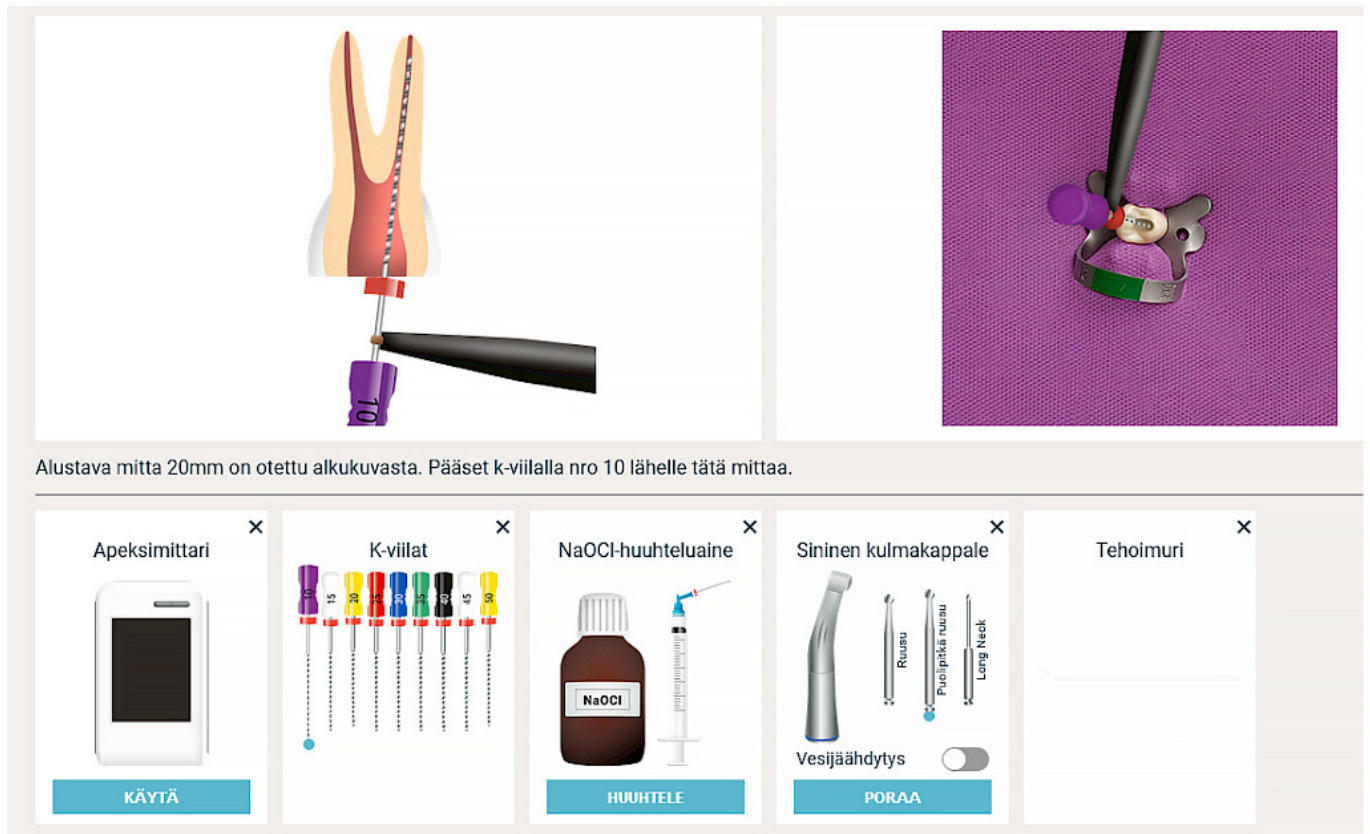 10
Alustava mitta 20mm on otettu alkukuvasta. Pääset k-viilalla nro 10 lähelle tätä mittaa.
Apeksimittari
K-viilat
NaOCl-huuhteluaine
Sininen kulmakappale
Tehoimuri
10 15 20 25 30 35 40 45 50
NaOCl
Ruusu
Puolipitkä ruusu
Long Neck
Vesijäähdytys
KÄYTÄ
HUUHTELE
PORAA